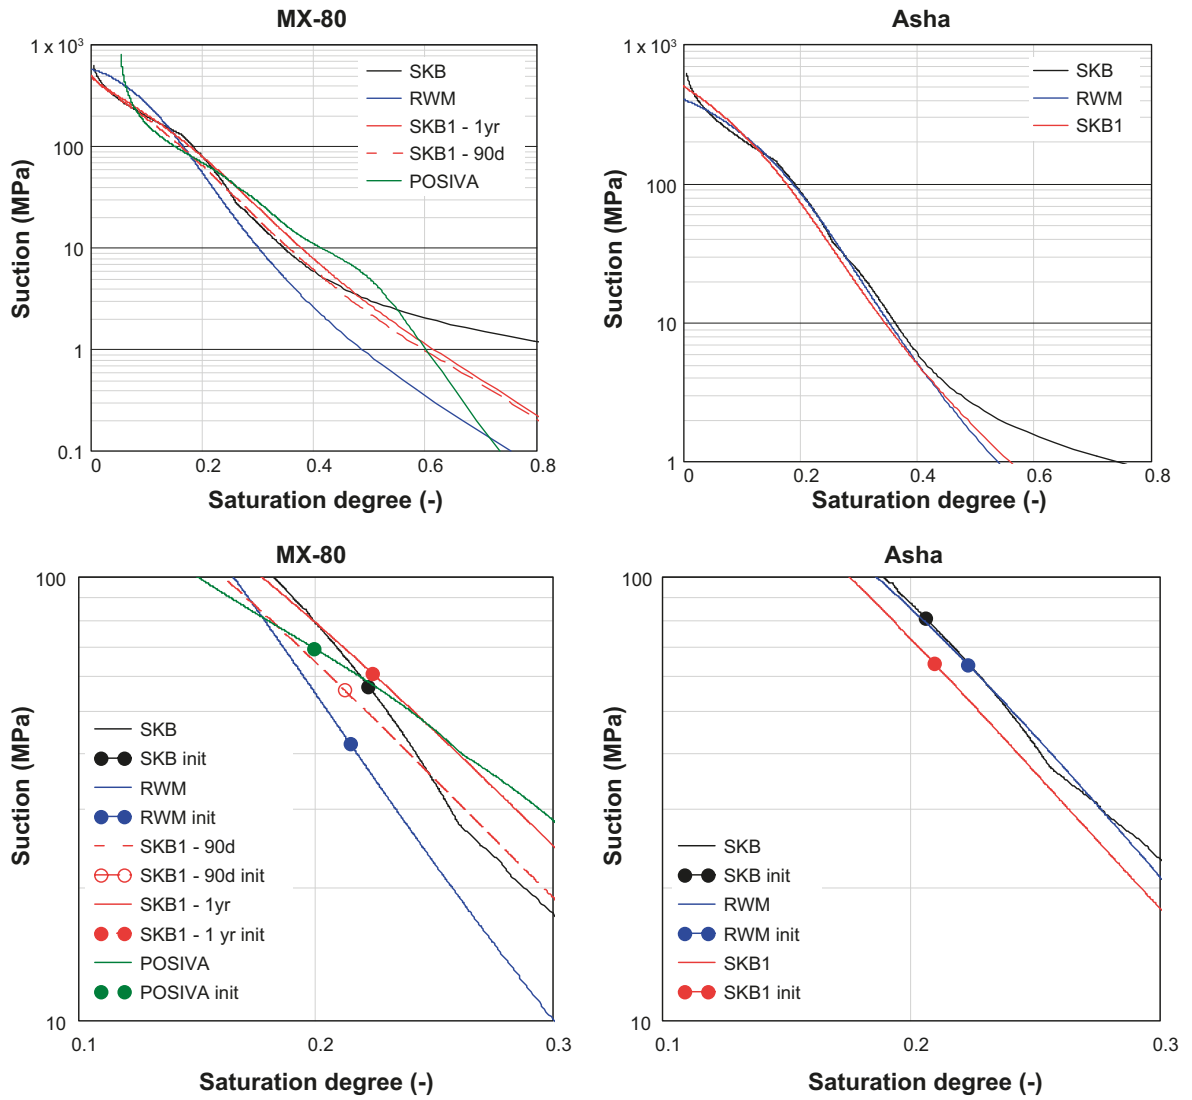 MX-80
1 x 10³
100
10
1
0.1
0
0.2
0.4
0.6
0.8
Suction (MPa)
Saturation degree (-)
SKB
RWM
SKB1 - 1yr
SKB1 - 90d
POSIVA
Asha
1 x 10³
100
10
1
0
0.2
0.4
0.6
0.8
Suction (MPa)
Saturation degree (-)
SKB
RWM
SKB1
MX-80
100
10
0.1
0.2
0.3
Suction (MPa)
Saturation degree (-)
SKB
SKB init
RWM
RWM init
SKB1 - 90d
SKB1 - 90d init
SKB1 - 1yr
SKB1 - 1 yr init
POSIVA
POSIVA init
Asha
100
10
0.1
0.2
0.3
Suction (MPa)
Saturation degree (-)
SKB
SKB init
RWM
RWM init
SKB1
SKB1 init